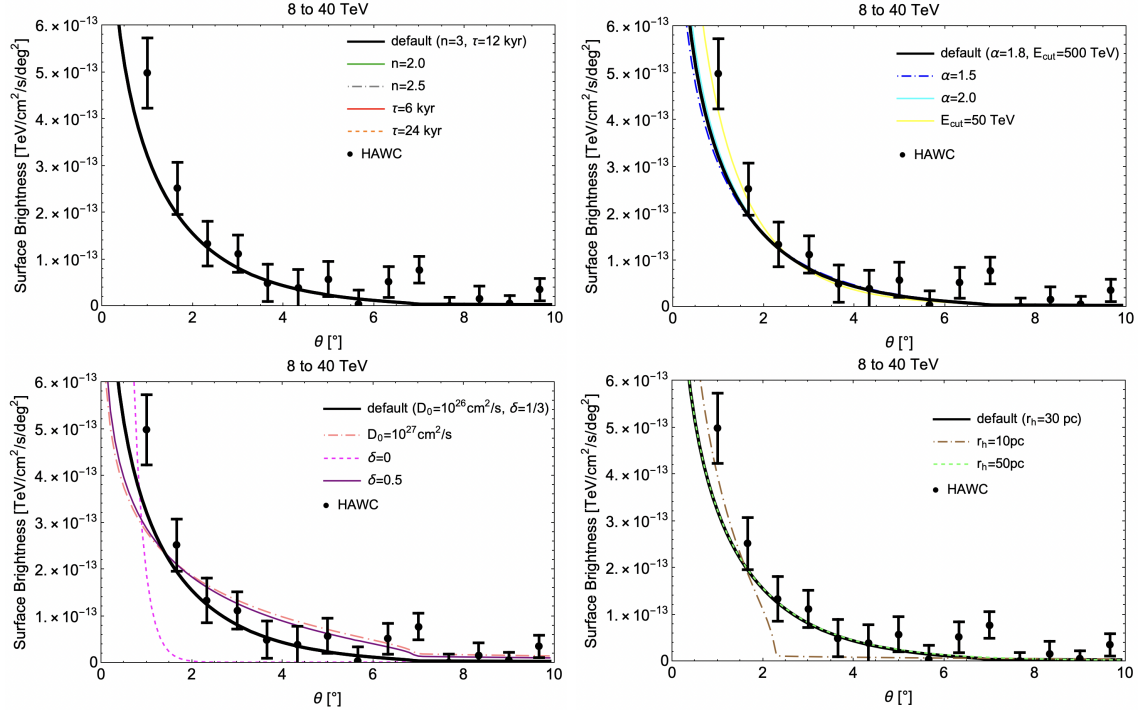 8 to 40 TeV
Surface Brightness [TeV/cm²/s/deg²]
6.×10⁻¹³
5.×10⁻¹³
4.×10⁻¹³
3.×10⁻¹³
2.×10⁻¹³
1.×10⁻¹³
0
default (n=3, τ=12 kyr)
n=2.0
n=2.5
τ=6 kyr
τ=24 kyr
HAWC
0 2 4 6 8 10
θ [°]
8 to 40 TeV
Surface Brightness [TeV/cm²/s/deg²]
6.×10⁻¹³
5.×10⁻¹³
4.×10⁻¹³
3.×10⁻¹³
2.×10⁻¹³
1.×10⁻¹³
0
default (α=1.8, E_cut=500 TeV)
α=1.5
α=2.0
E_cut=50 TeV
HAWC
0 2 4 6 8 10
θ [°]
8 to 40 TeV
Surface Brightness [TeV/cm²/s/deg²]
6.×10⁻¹³
5.×10⁻¹³
4.×10⁻¹³
3.×10⁻¹³
2.×10⁻¹³
1.×10⁻¹³
0
default (D₀=10²⁶cm²/s, δ=1/3)
D₀=10²⁷cm²/s
δ=0
δ=0.5
HAWC
0 2 4 6 8 10
θ [°]
8 to 40 TeV
Surface Brightness [TeV/cm²/s/deg²]
6.×10⁻¹³
5.×10⁻¹³
4.×10⁻¹³
3.×10⁻¹³
2.×10⁻¹³
1.×10⁻¹³
0
default (r_h=30 pc)
r_h=10pc
r_h=50pc
HAWC
0 2 4 6 8 10
θ [°]